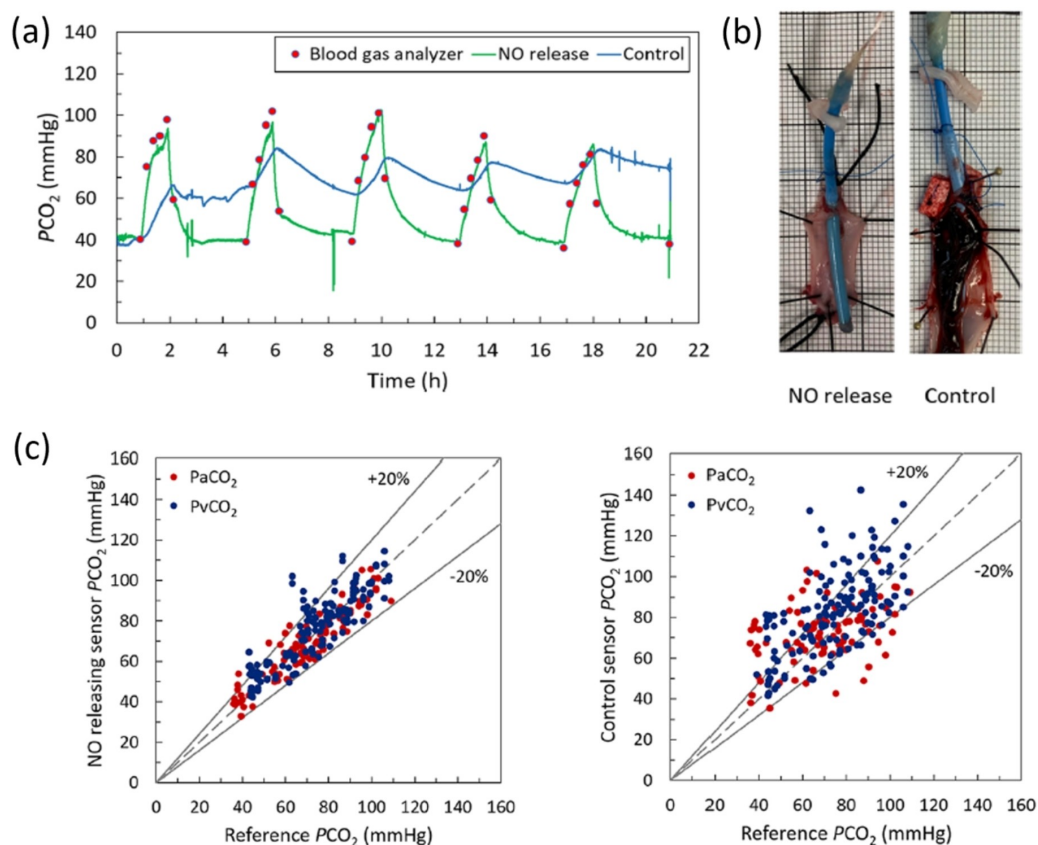 (a)
140
120
100
80
60
40
20
0
PCO₂ (mmHg)
Blood gas analyzer NO release Control
0 2 4 6 8 10 12 14 16 18 20 22
Time (h)
(b)
NO release Control
(c)
160
140
120
100
80
60
40
20
0
NO releasing sensor PCO₂ (mmHg)
PaCO₂
PvCO₂
+20%
-20%
0 20 40 60 80 100 120 140 160
Reference PCO₂ (mmHg)
160
140
120
100
80
60
40
20
0
Control sensor PCO₂ (mmHg)
PaCO₂
PvCO₂
+20%
-20%
0 20 40 60 80 100 120 140 160
Reference PCO₂ (mmHg)